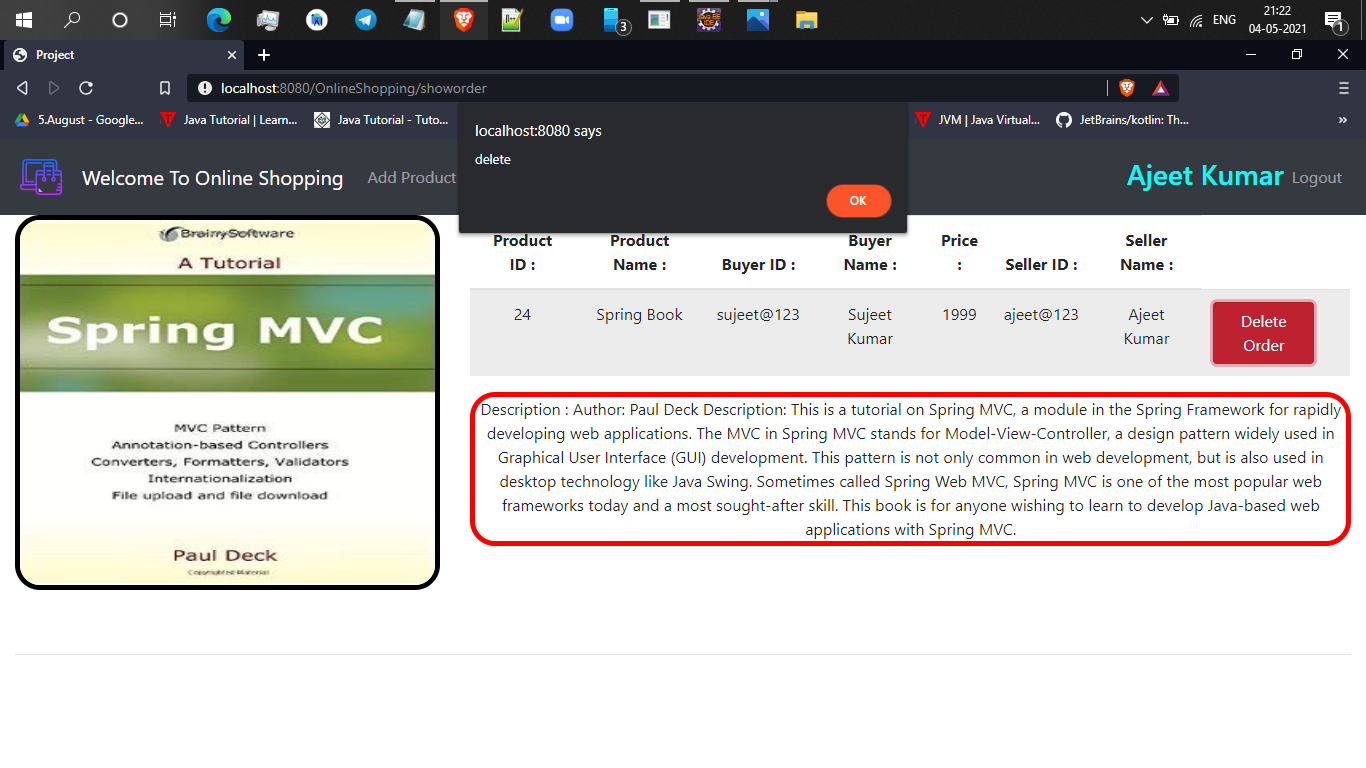 ENG
21:22
04-05-2021
3
1
Project
localhost:8080/OnlineShopping/showorder
5.August - Google...
Java Tutorial | Learn...
Java Tutorial - Tuto...
JVM | Java Virtual...
JetBrains/kotlin: Th...
»
localhost:8080 says
delete
OK
Welcome To Online Shopping
Add Product
Ajeet Kumar
Logout
BrainySoftware
A Tutorial
Spring MVC
MVC Pattern
Annotation-based Controllers
Converters, Formatters, Validators
Internationalization
File upload and file download
Paul Deck
Copyrighted Material
Product ID :
Product Name :
Buyer ID :
Buyer Name :
Price :
Seller ID :
Seller Name :
24
Spring Book
sujeet@123
Sujeet Kumar
1999
ajeet@123
Ajeet Kumar
Delete Order
Description : Author: Paul Deck Description: This is a tutorial on Spring MVC, a module in the Spring Framework for rapidly
developing web applications. The MVC in Spring MVC stands for Model-View-Controller, a design pattern widely used in
Graphical User Interface (GUI) development. This pattern is not only common in web development, but is also used in
desktop technology like Java Swing. Sometimes called Spring Web MVC, Spring MVC is one of the most popular web
frameworks today and a most sought-after skill. This book is for anyone wishing to learn to develop Java-based web
applications with Spring MVC.